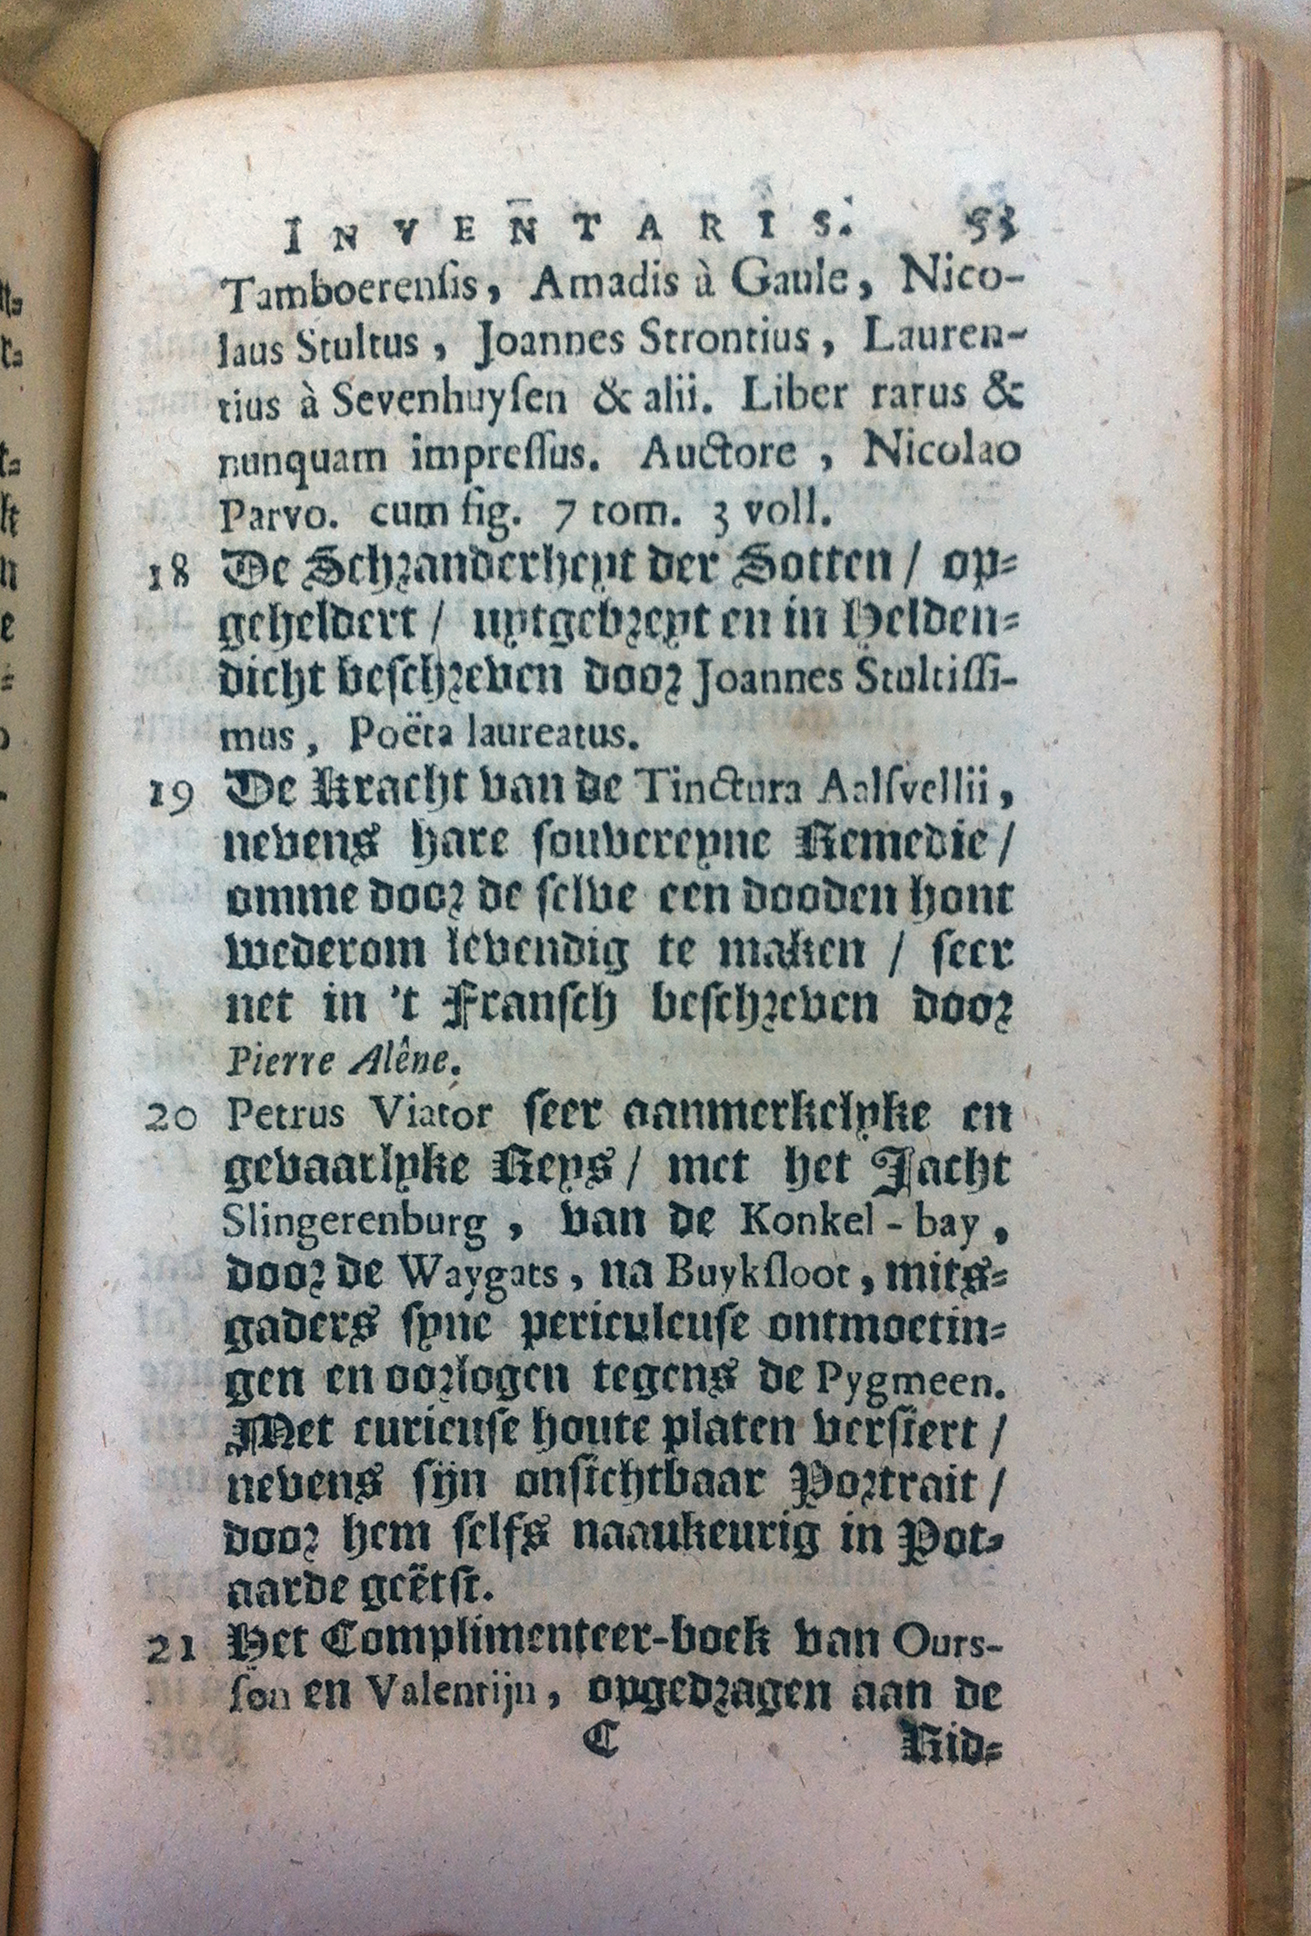 INVENTARIS. 53
Tamboerenſis, Amadis à Gaule, Nico-
laus Stultus, Joannes Strontius, Lauren-
tius à Sevenhuyſen & alii. Liber rarus &
nunquam impreſſus. Auctore, Nicolao
Parvo. cum fig. 7 tom. 3 voll.
18 De Schranderheyt der Sotten / op-
geheldert / uytgebreyt en in Helden-
dicht beſchreven door Joannes Stultiſſi-
mus, Poëta laureatus.
19 De kracht van de Tinctura Aalſvellii,
nevens hare ſouvereyne Remedie /
omme door de ſelve een dooden hont
wederom levendig te maken / ſeer
net in 't Franſch beſchreven door
Pierre Alêne.
20 Petrus Viator ſeer aanmerkelyke en
gevaarlyke Reys / met het Jacht
Slingerenburg, van de Konkel-bay,
door de Waygats, na Buykſloot, mits-
gaders ſyne periculeuſe ontmoetin-
gen en oorlogen tegens de Pygmeen.
Met curieuſe houte platen verſiert /
nevens ſijn onſichtbaar Portrait /
door hem ſelfs naaukeurig in Pot-
aarde geëtſt.
21 Het Complimenteer-boek van Ours-
ſon en Valentijn, opgedragen aan de
C Rid-